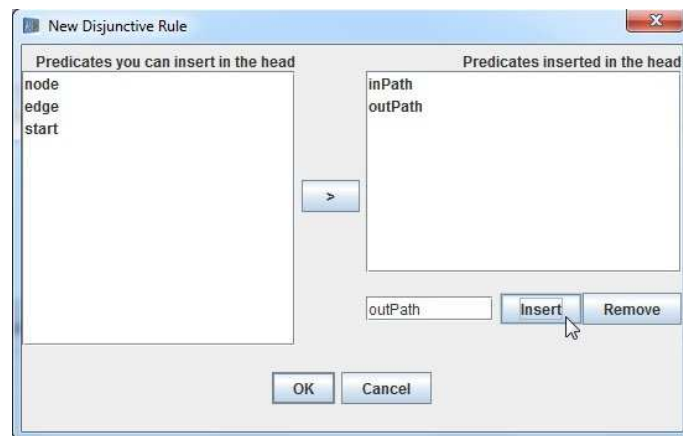 New Disjunctive Rule
Predicates you can insert in the head
Predicates inserted in the head
node
edge
start
inPath
outPath
>
outPath
Insert
Remove
OK
Cancel